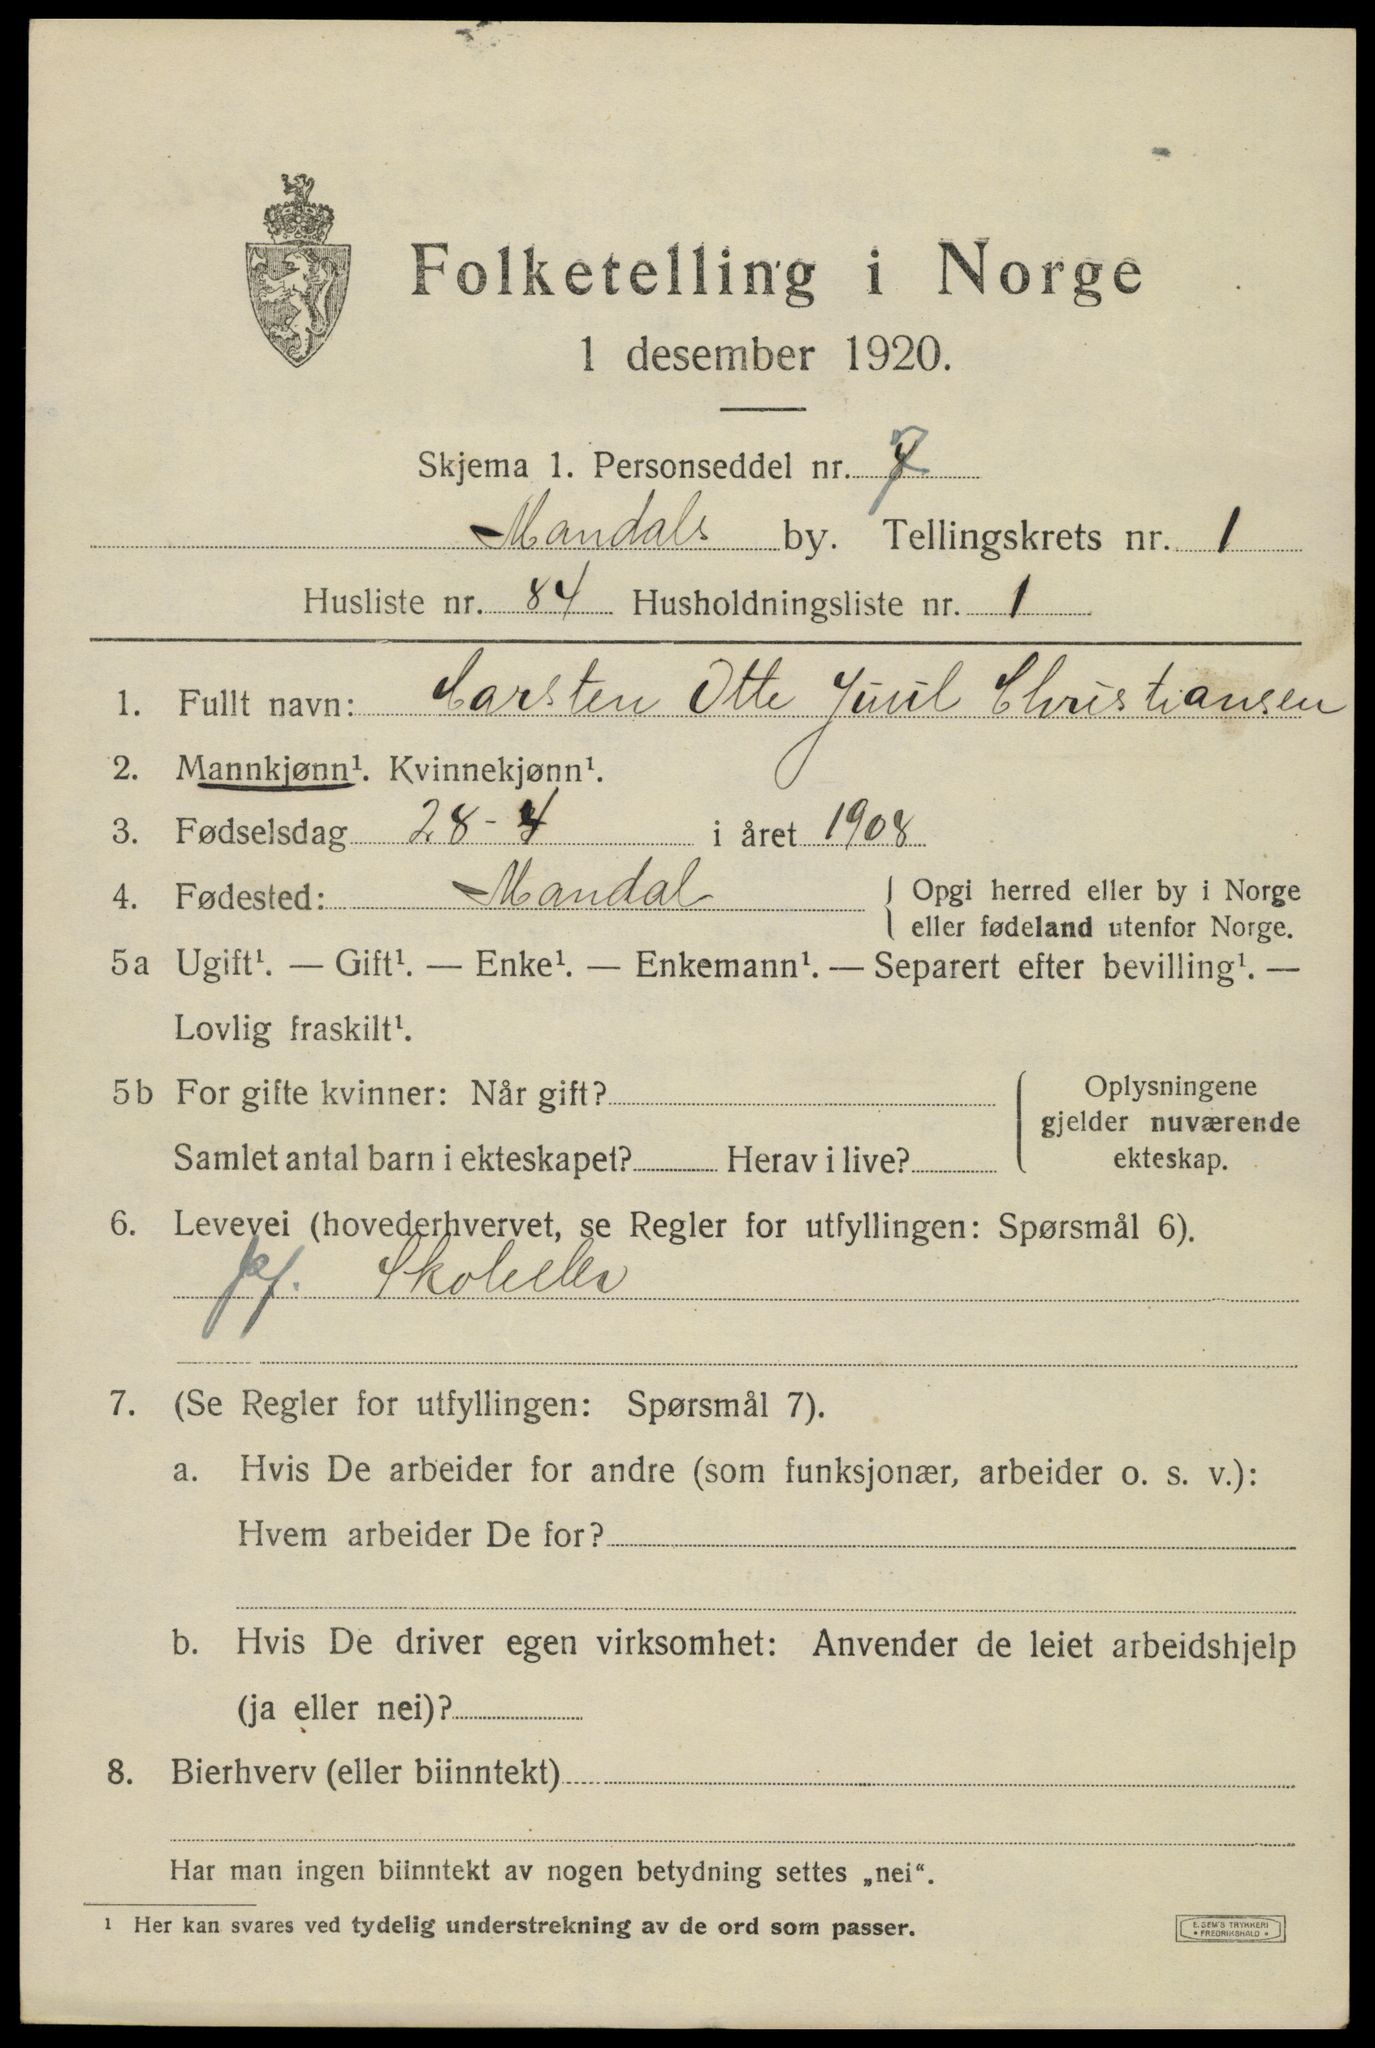 Folketelling i Norge
1 desember 1920.
Skjema 1. Personseddel nr. 7
Mandals by. Tellingskrets nr. 1
Husliste nr. 84 Husholdningsliste nr. 1
1. Fullt navn: Carsten Otte Juul Christiansen
2. Mannkjønn¹. Kvinnekjønn¹.
3. Fødselsdag 28-4 i året 1908
4. Fødested: Mandal { Opgi herred eller by i Norge
eller fødeland utenfor Norge.
5a Ugift¹. — Gift¹. — Enke¹. — Enkemann¹. — Separert efter bevilling¹. —
Lovlig fraskilt¹.
5b For gifte kvinner: Når gift? Oplysningene
gjelder nuværende
Samlet antal barn i ekteskapet? Herav i live? ekteskap.
6. Levevei (hovederhvervet, se Regler for utfyllingen: Spørsmål 6).
Skoleelev
7. (Se Regler for utfyllingen: Spørsmål 7).
a. Hvis De arbeider for andre (som funksjonær, arbeider o. s. v.):
Hvem arbeider De for?
b. Hvis De driver egen virksomhet: Anvender de leiet arbeidshjelp
(ja eller nei)?
8. Bierhverv (eller biinntekt)
Har man ingen biinntekt av nogen betydning settes „nei“.
¹ Her kan svares ved tydelig understrekning av de ord som passer.
E. SEM'S TRYKKERI
• FREDRIKSHALD •